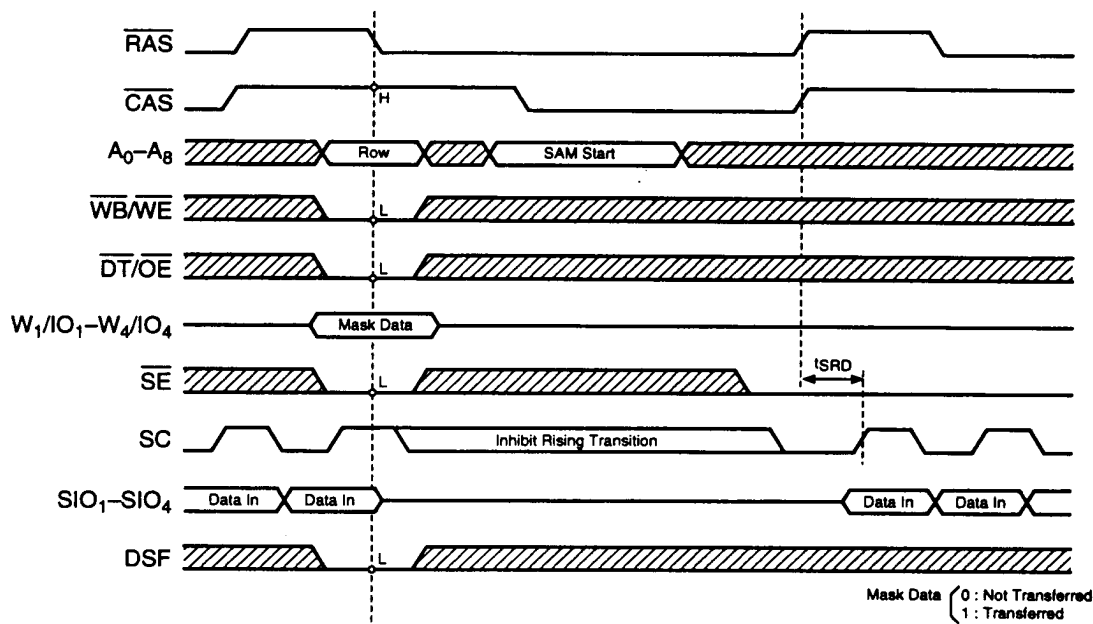 RAS
CAS
H
A0–A8
Row
SAM Start
WB/WE
L
DT/OE
L
W1/IO1–W4/IO4
Mask Data
SE
L
tSRD
SC
Inhibit Rising Transition
SIO1–SIO4
Data In
Data In
Data In
Data In
DSF
L
Mask Data
0 : Not Transferred
1 : Transferred